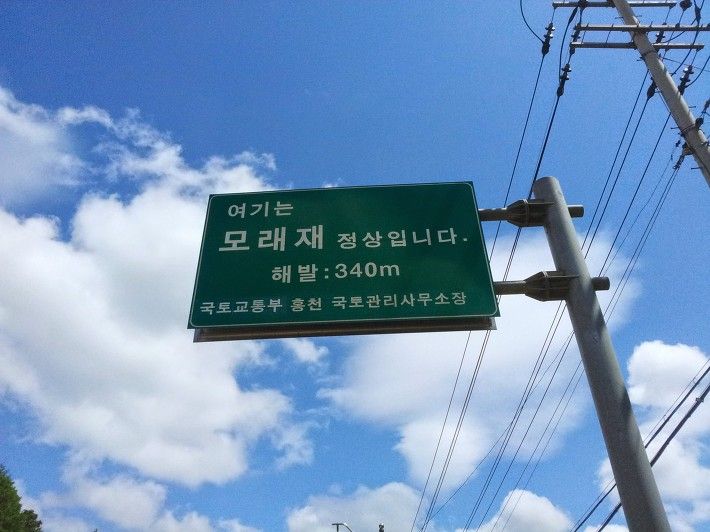 여기는
모래재 정상입니다.
해발:340m
국토교통부 홍천 국토관리사무소장